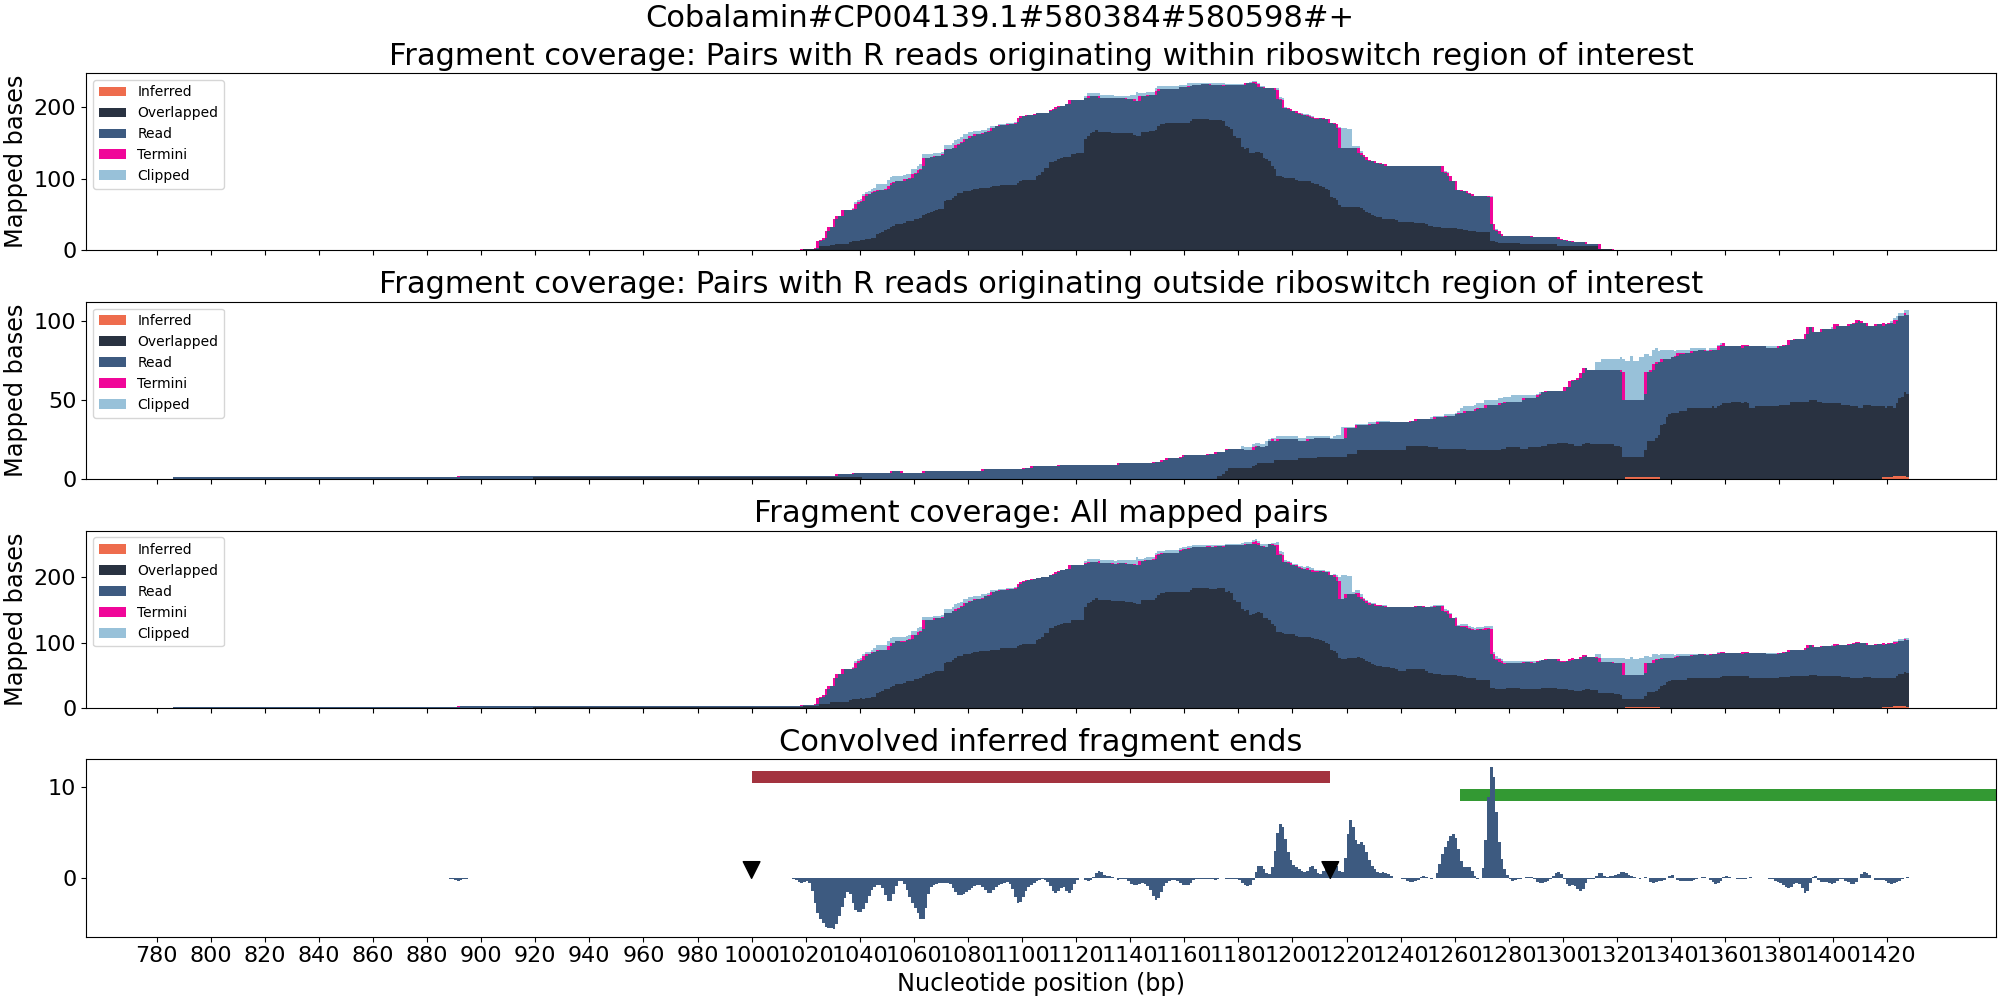 Cobalamin#CP004139.1#580384#580598#+
Fragment coverage: Pairs with R reads originating within riboswitch region of interest
Mapped bases
200
100
0
Inferred
Overlapped
Read
Termini
Clipped
Fragment coverage: Pairs with R reads originating outside riboswitch region of interest
Mapped bases
100
50
0
Inferred
Overlapped
Read
Termini
Clipped
Fragment coverage: All mapped pairs
Mapped bases
200
100
0
Inferred
Overlapped
Read
Termini
Clipped
Convolved inferred fragment ends
10
0
780 800 820 840 860 880 900 920 940 960 980 1000 1020 1040 1060 1080 1100 1120 1140 1160 1180 1200 1220 1240 1260 1280 1300 1320 1340 1360 1380 1400 1420
Nucleotide position (bp)